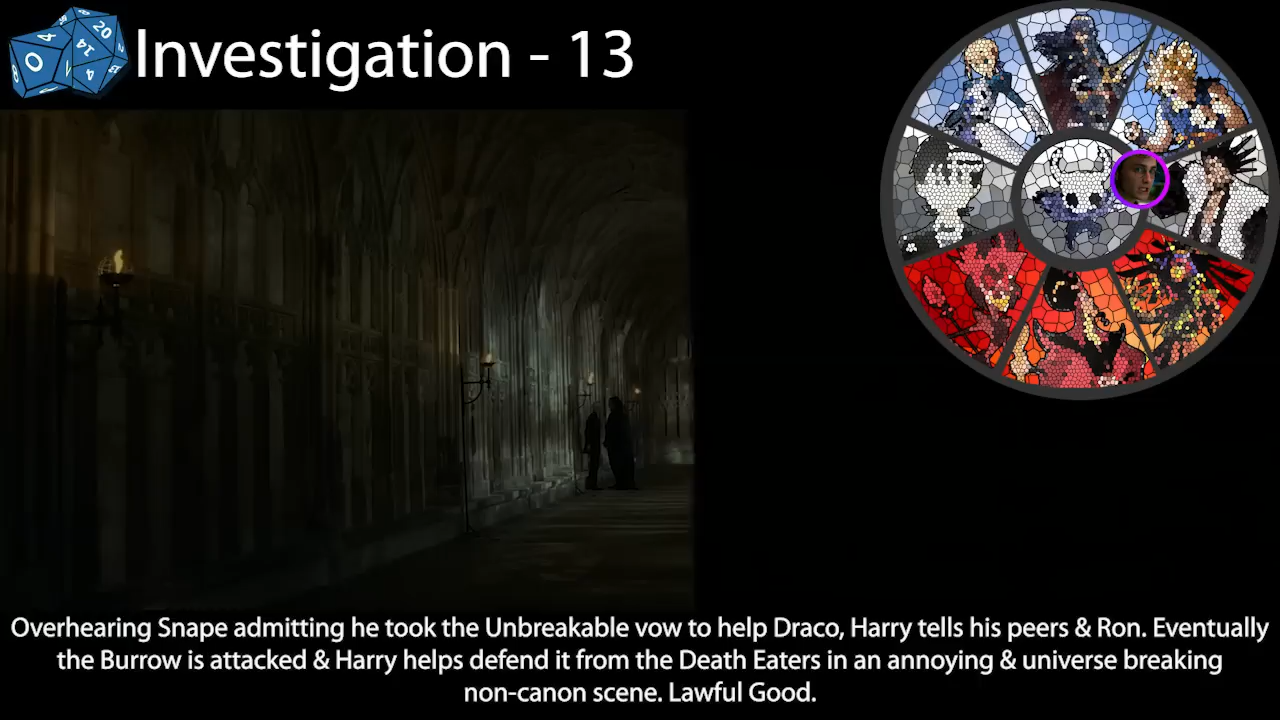 Investigation - 13
Overhearing Snape admitting he took the Unbreakable vow to help Draco, Harry tells his peers & Ron. Eventually
the Burrow is attacked & Harry helps defend it from the Death Eaters in an annoying & universe breaking
non-canon scene. Lawful Good.